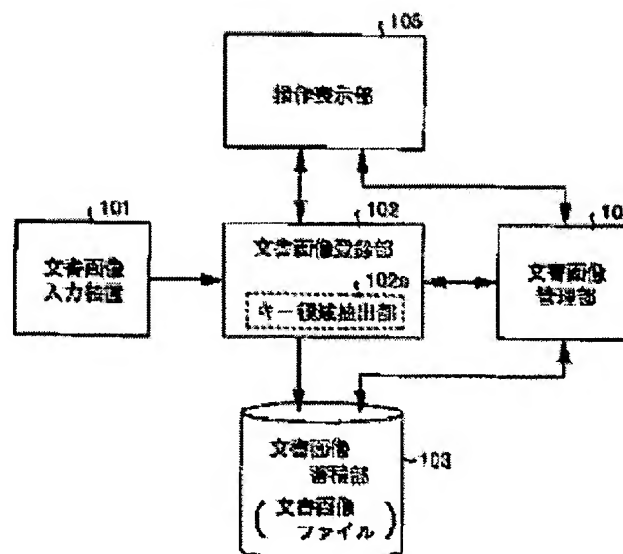 105
操作表示部
101
文書画像
入力装置
102
文書画像登録部
102a
キー領域抽出部
文書画像
管理部
文書画像
蓄積部
文書画像
ファイル
103